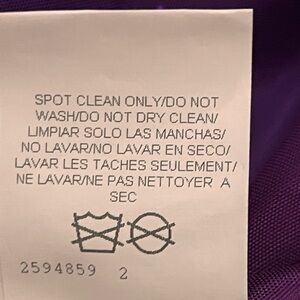 SPOT CLEAN ONLY/DO NOT
WASH/DO NOT DRY CLEAN/
LIMPIAR SOLO LAS MANCHAS/
NO LAVAR/NO LAVAR EN SECO/
LAVAR LES TACHES SEULEMENT/
NE LAVAR/NE PAS NETTOYER A
SEC
2594859 2